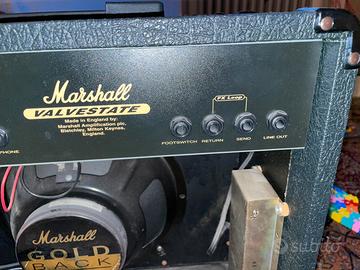 Marshall
VALVESTATE
Made in England by:
Marshall Amplification plc,
Bletchley, Milton Keynes,
England.
FX Loop
PHONE
FOOTSWITCH
RETURN
SEND
LINE OUT
Marshall
GOLD
BACK
subito.it